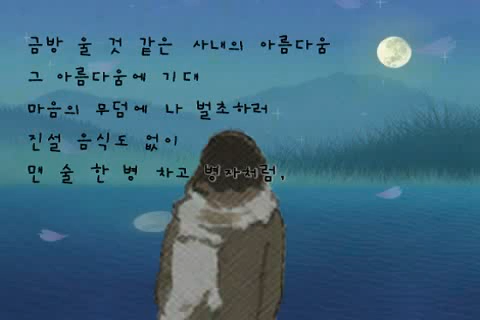 금방 울 것 같은 사내의 아름다움
그 아름다움에 기대
마음의 무덤에 나 벌초하러
진설 음식도 없이
맨 술 한 병 차고 병자처럼,